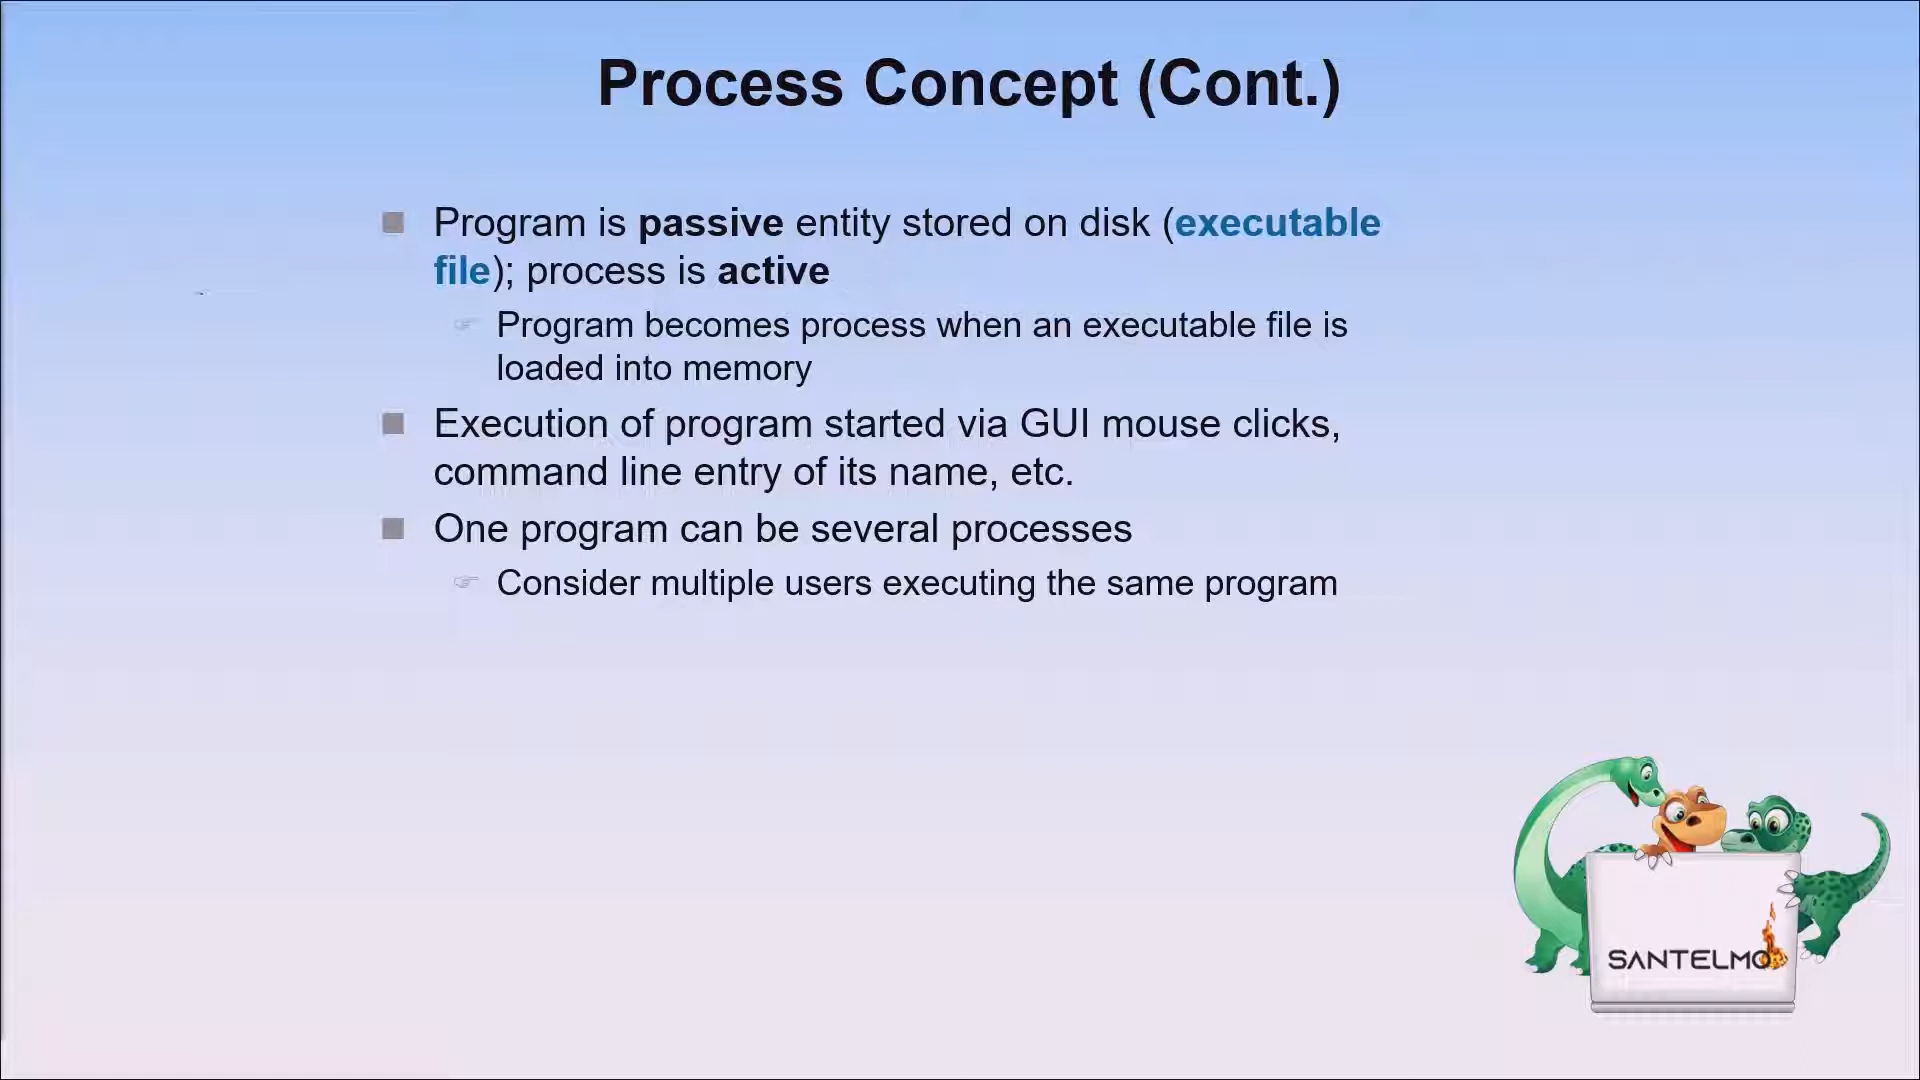 Process Concept (Cont.)
Program is passive entity stored on disk (executable
file); process is active
Program becomes process when an executable file is
loaded into memory
Execution of program started via GUI mouse clicks,
command line entry of its name, etc.
One program can be several processes
Consider multiple users executing the same program
SANTELMO